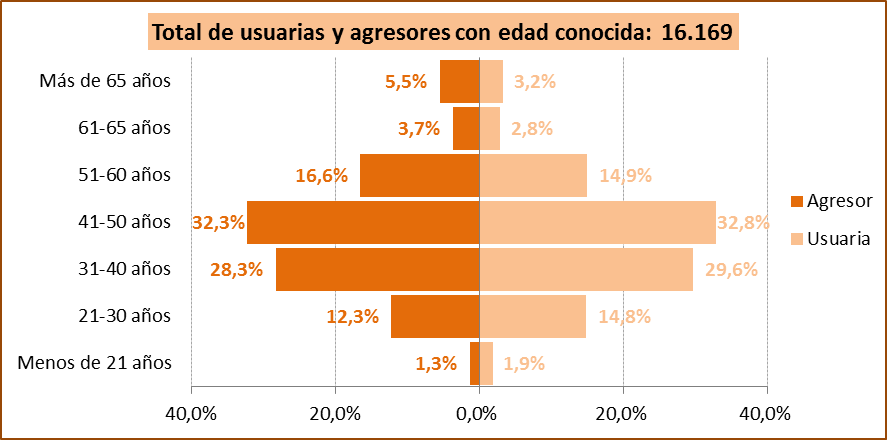 Total de usuarias y agresores con edad conocida: 16.169
Más de 65 años 5,5% 3,2%
61-65 años 3,7% 2,8%
51-60 años 16,6% 14,9%
41-50 años 32,3% 32,8%
Agresor
Usuaria
31-40 años 28,3% 29,6%
21-30 años 12,3% 14,8%
Menos de 21 años 1,3% 1,9%
40,0% 20,0% 0,0% 20,0% 40,0%